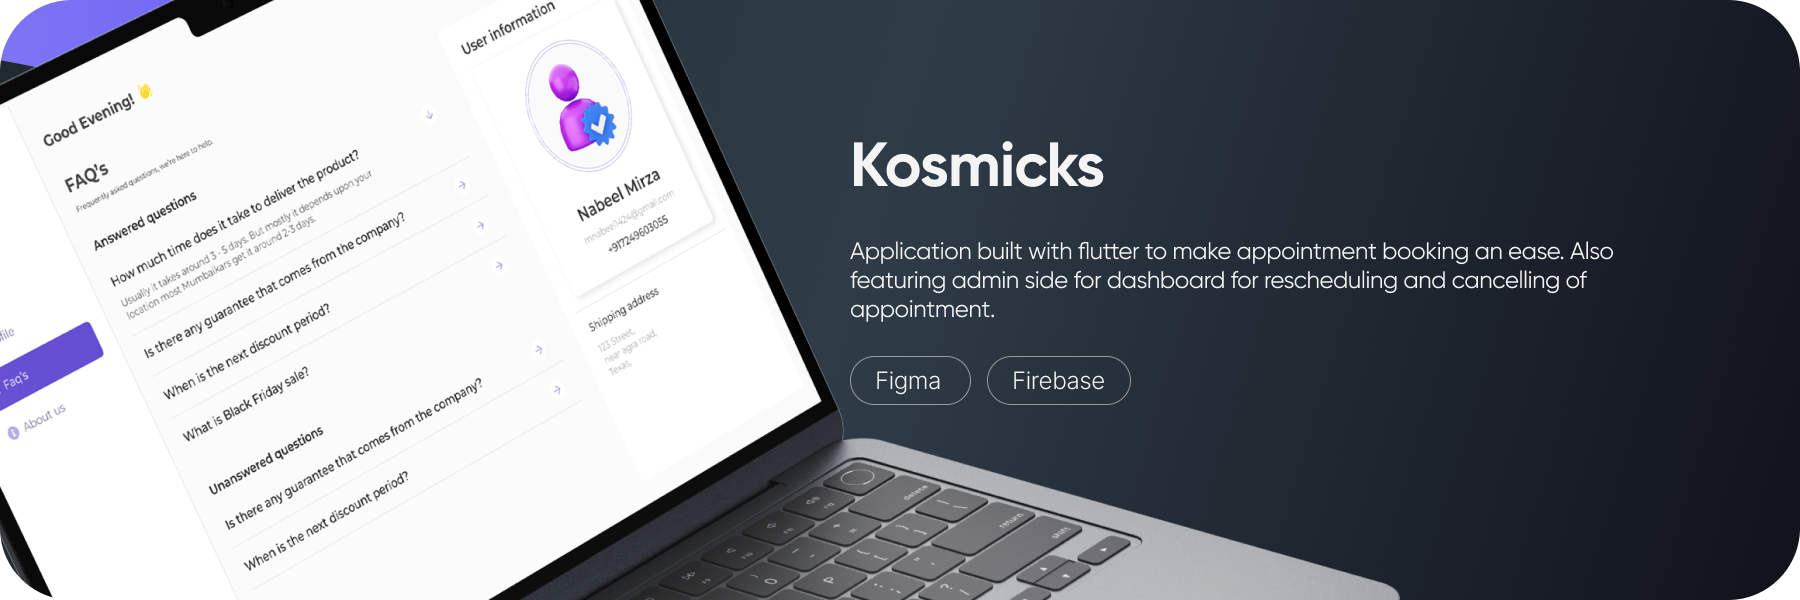 Good Evening! 👋
FAQ's
Frequently asked questions, we're here to help.
Answered questions
How much time does it take to deliver the product?
Usually it takes around 3 - 5 days. But mostly it depends upon your
location most Mumbaikars get it around 2-3 days.
Is there any guarantee that comes from the company?
When is the next discount period?
What is Black Friday sale?
Unanswered questions
Is there any guarantee that comes from the company?
When is the next discount period?
ofile
Faq's
About us
User information
Nabeel Mirza
mnabeel1424@gmail.com
+917249603055
Shipping address
123 Street,
near agra road,
Texas,
Kosmicks
Application built with flutter to make appointment booking an ease. Also
featuring admin side for dashboard for rescheduling and cancelling of
appointment.
Figma
Firebase
delete
return
shift